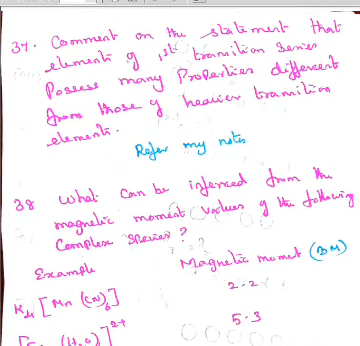 37. Comment on the statement that
elements of 1st transition series
Possess many Properties different
from those of heavier transition
elements.
Refer my notes
38 What can be inferred from the
magnetic moment values of the following
Complex species?
Example Magnetic moment (BM)
K4[Mn(CN)6] 2.2
(H2O)]2+ 5.3